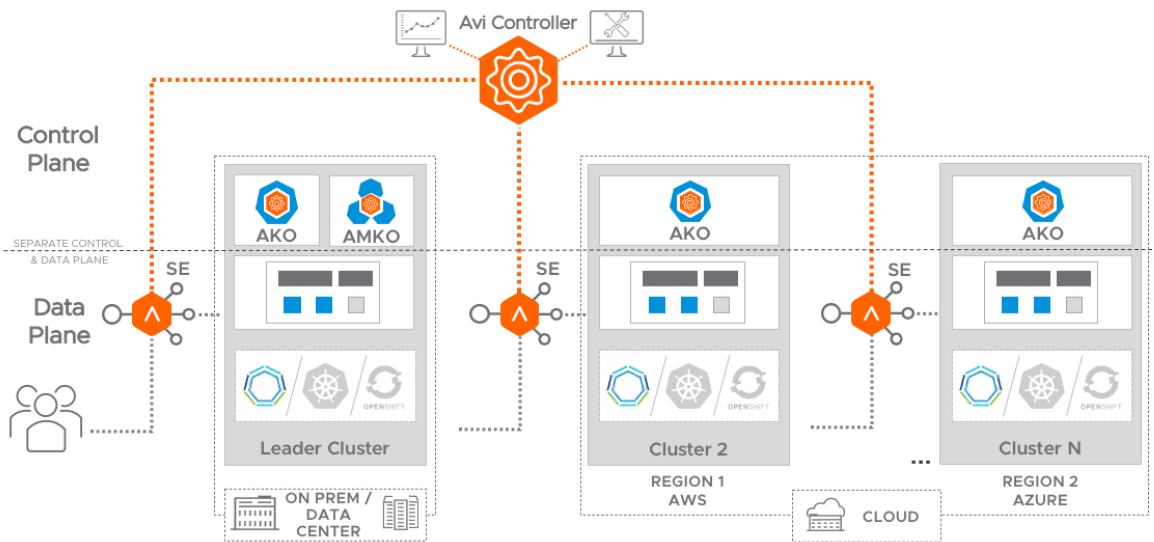 Avi Controller
Control
Plane
AKO
AMKO
AKO
AKO
SEPARATE CONTROL
& DATA PLANE
SE
SE
SE
Data
Plane
OPENSHIFT
OPENSHIFT
OPENSHIFT
Leader Cluster
Cluster 2
Cluster N
...
REGION 1
AWS
REGION 2
AZURE
ON PREM /
DATA
CENTER
CLOUD